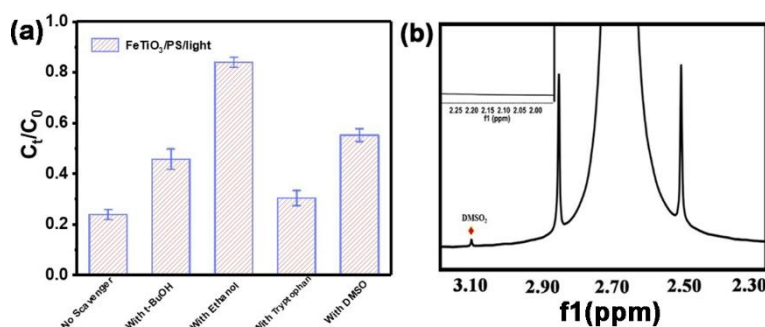 (a)
FeTiO₃/PS/light
1.0
0.8
0.6
0.4
0.2
0.0
Cₜ/C₀
No Scavenger
With t-BuOH
With Ethanol
With Tryptophan
With DMSO
(b)
2.25 2.20 2.15 2.10 2.05 2.00
f1 (ppm)
DMSO₂
3.10 2.90 2.70 2.50 2.30
f1(ppm)